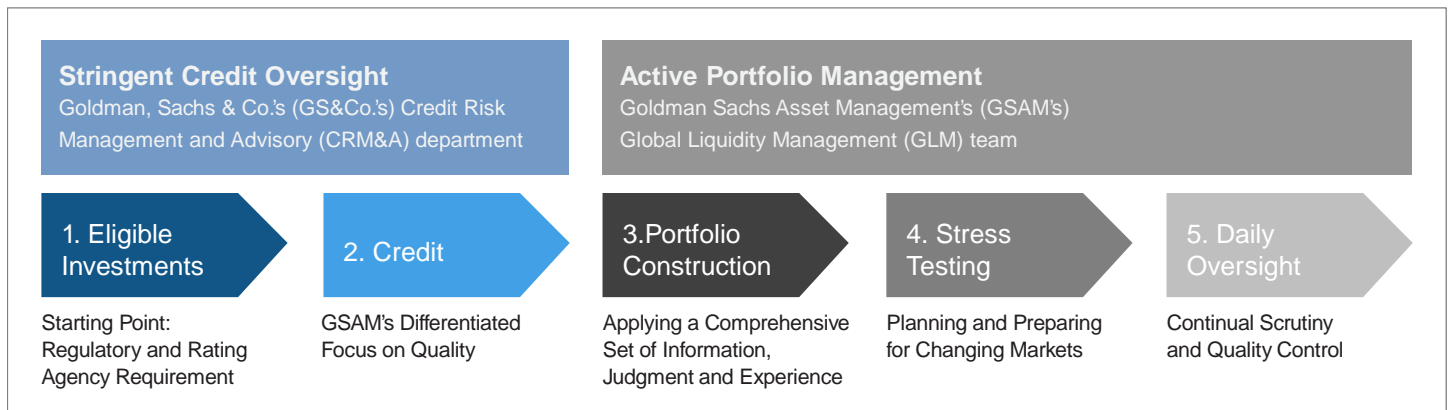 Stringent Credit Oversight
Goldman, Sachs & Co.'s (GS&Co.'s) Credit Risk
Management and Advisory (CRM&A) department
Active Portfolio Management
Goldman Sachs Asset Management's (GSAM's)
Global Liquidity Management (GLM) team
1. Eligible
Investments
2. Credit
3.Portfolio
Construction
4. Stress
Testing
5. Daily
Oversight
Starting Point:
Regulatory and Rating
Agency Requirement
GSAM's Differentiated
Focus on Quality
Applying a Comprehensive
Set of Information,
Judgment and Experience
Planning and Preparing
for Changing Markets
Continual Scrutiny
and Quality Control